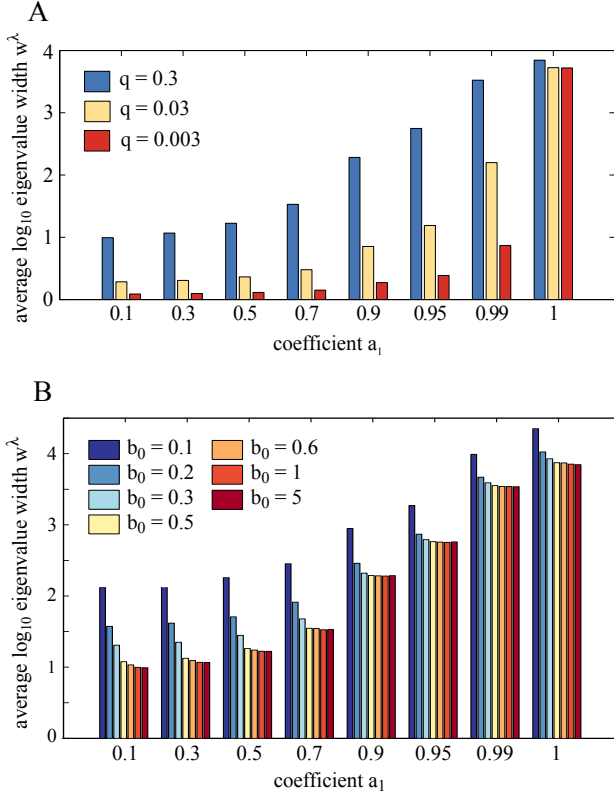 A
average log₁₀ eigenvalue width w^λ
4
3
2
1
0
q = 0.3
q = 0.03
q = 0.003
0.1 0.3 0.5 0.7 0.9 0.95 0.99 1
coefficient a₁
B
average log₁₀ eigenvalue width w^λ
4
3
2
1
0
b₀ = 0.1 b₀ = 0.6
b₀ = 0.2 b₀ = 1
b₀ = 0.3 b₀ = 5
b₀ = 0.5
0.1 0.3 0.5 0.7 0.9 0.95 0.99 1
coefficient a₁